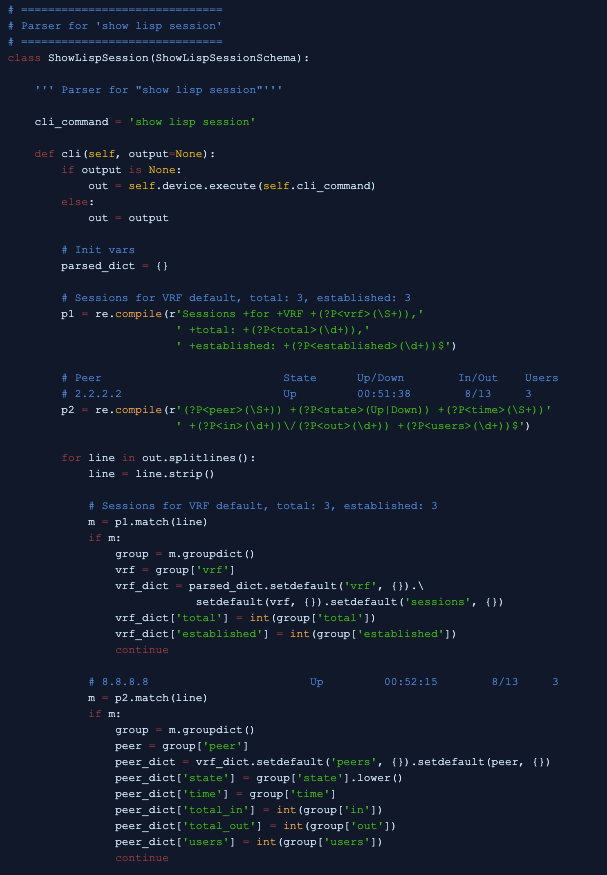 # ==============================
# Parser for 'show lisp session'
# ==============================
class ShowLispSession(ShowLispSessionSchema):

    ''' Parser for "show lisp session"'''

    cli_command = 'show lisp session'

    def cli(self, output=None):
        if output is None:
            out = self.device.execute(self.cli_command)
        else:
            out = output

        # Init vars
        parsed_dict = {}

        # Sessions for VRF default, total: 3, established: 3
        p1 = re.compile(r'Sessions +for +VRF +(?P<vrf>(\S+)),'
                         ' +total: +(?P<total>(\d+)),'
                         ' +established: +(?P<established>(\d+))$')

        # Peer                           State      Up/Down        In/Out    Users
        # 2.2.2.2                        Up         00:51:38        8/13     3
        p2 = re.compile(r'(?P<peer>(\S+)) +(?P<state>(Up|Down)) +(?P<time>(\S+))'
                         ' +(?P<in>(\d+))\/(?P<out>(\d+)) +(?P<users>(\d+))$')

        for line in out.splitlines():
            line = line.strip()

            # Sessions for VRF default, total: 3, established: 3
            m = p1.match(line)
            if m:
                group = m.groupdict()
                vrf = group['vrf']
                vrf_dict = parsed_dict.setdefault('vrf', {}).\
                            setdefault(vrf, {}).setdefault('sessions', {})
                vrf_dict['total'] = int(group['total'])
                vrf_dict['established'] = int(group['established'])
                continue

            # 8.8.8.8                        Up         00:52:15        8/13     3
            m = p2.match(line)
            if m:
                group = m.groupdict()
                peer = group['peer']
                peer_dict = vrf_dict.setdefault('peers', {}).setdefault(peer, {})
                peer_dict['state'] = group['state'].lower()
                peer_dict['time'] = group['time']
                peer_dict['total_in'] = int(group['in'])
                peer_dict['total_out'] = int(group['out'])
                peer_dict['users'] = int(group['users'])
                continue